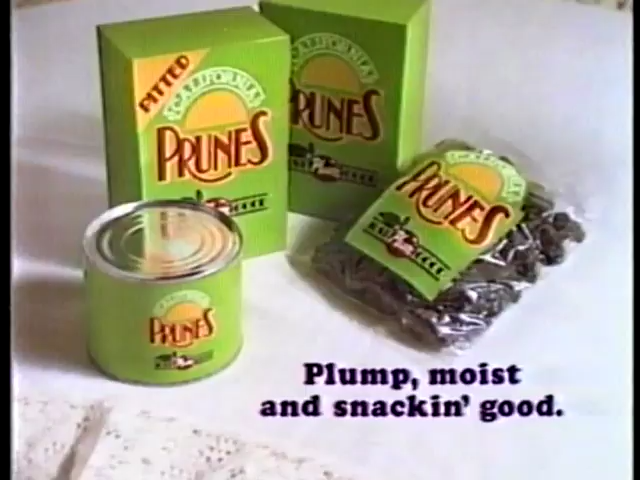 PITTED
CALIFORNIA
PRUNES
CALIFORNIA
PRUNES
PRUNES
PRUNES
Plump, moist
and snackin' good.